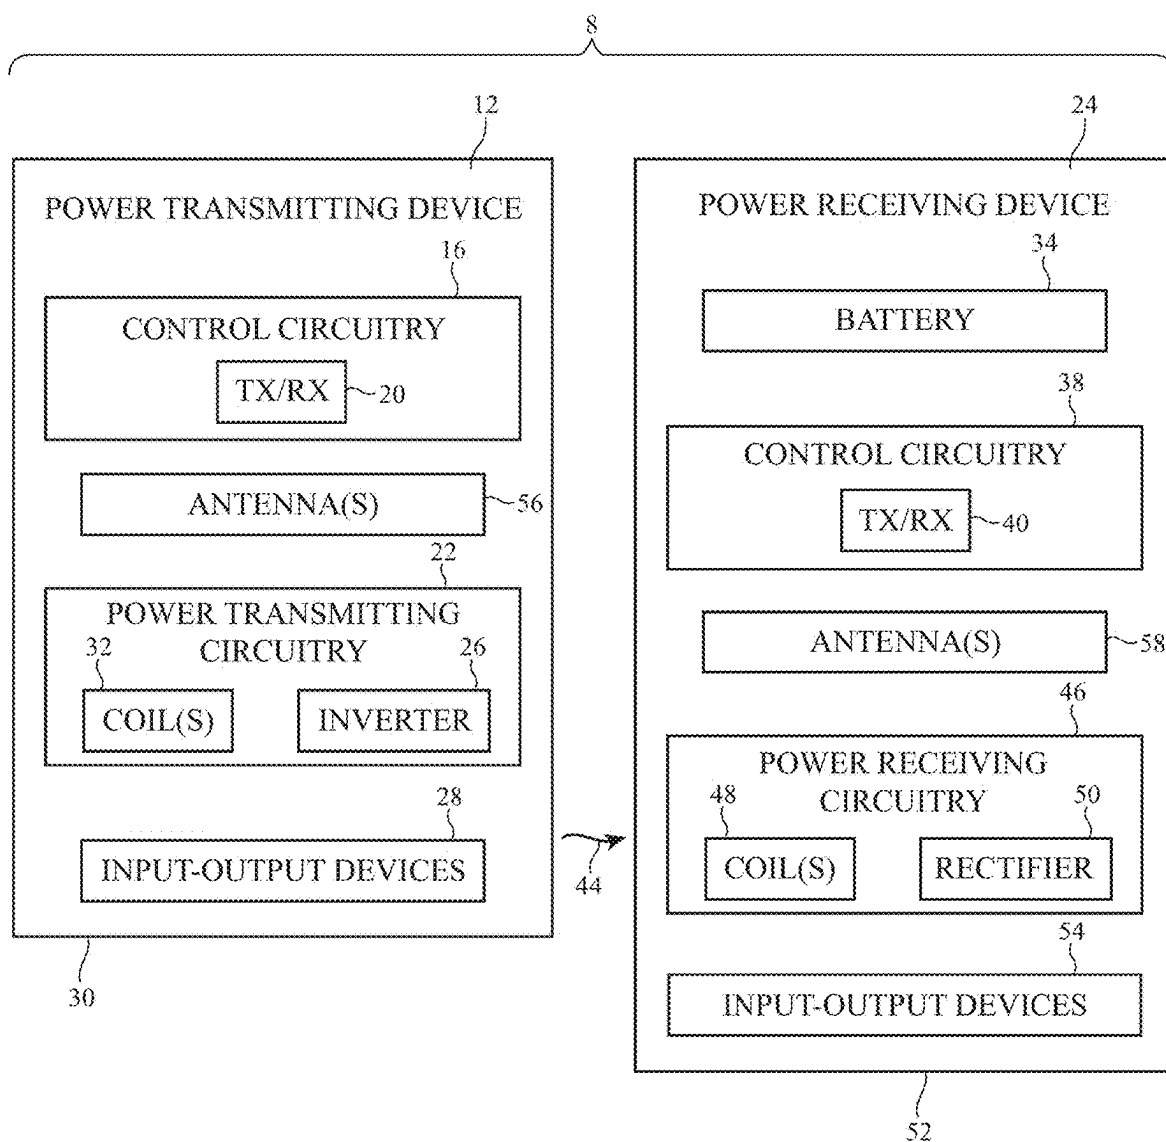 8
12
POWER TRANSMITTING DEVICE
16
CONTROL CIRCUITRY
TX/RX
20
ANTENNA(S)
56
22
POWER TRANSMITTING
CIRCUITRY
32
26
COIL(S)
INVERTER
28
INPUT-OUTPUT DEVICES
30
44
24
POWER RECEIVING DEVICE
34
BATTERY
38
CONTROL CIRCUITRY
TX/RX
40
ANTENNA(S)
58
46
POWER RECEIVING
CIRCUITRY
48
50
COIL(S)
RECTIFIER
54
INPUT-OUTPUT DEVICES
52